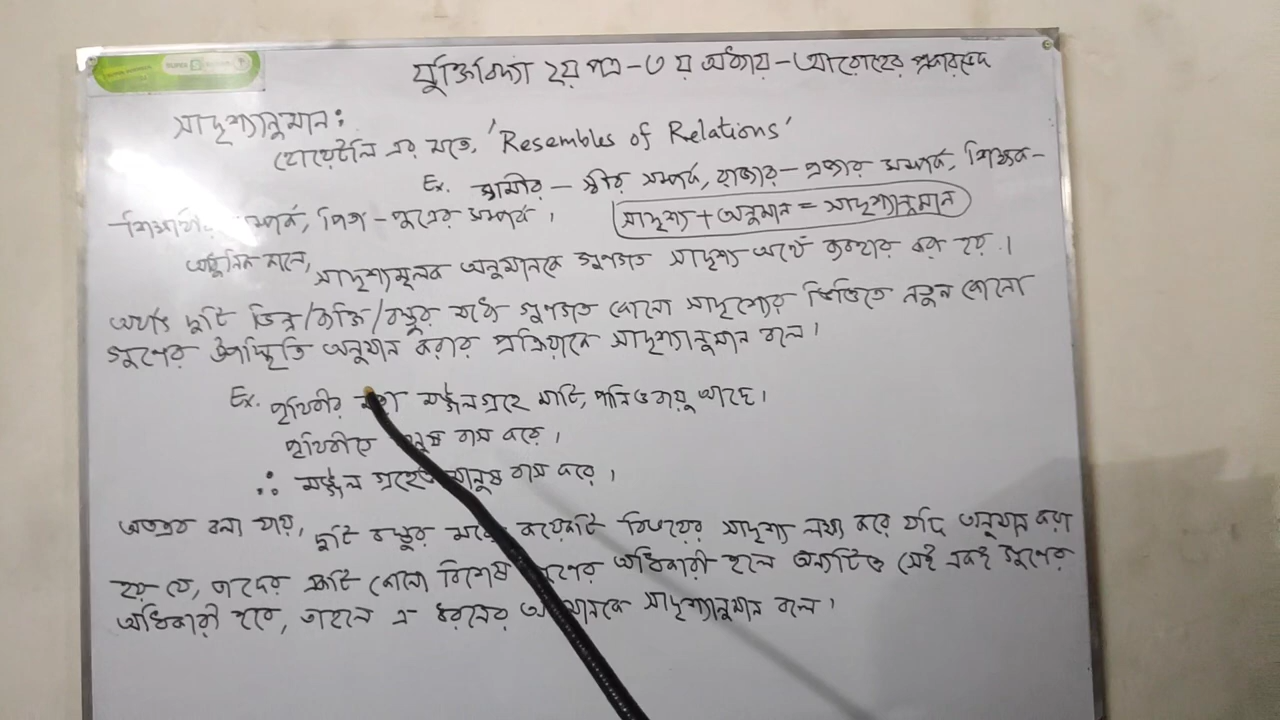 যুক্তিবিদ্যা ২য় পত্র - ৩য় অধ্যায় - আরোহের প্রকারভেদ
সাদৃশ্যানুমান:
হোয়েটলি এর মতে, 'Resembles of Relations'
Ex. স্বামীর - স্ত্রীর সম্পর্ক, রাজার - প্রজার সম্পর্ক, শিক্ষক -
- শিক্ষার্থীর সম্পর্ক, পিতা - পুত্রের সম্পর্ক।
সাদৃশ্য + অনুমান = সাদৃশ্যানুমান
আধুনিক কালে, সাদৃশ্যমূলক অনুমানকে গুণগত সাদৃশ্য অর্থে ব্যবহার করা হয়।
অর্থাৎ দুটি ভিন্ন/ব্যক্তি/বস্তুর মধ্যে গুণগত কোনো সাদৃশ্যের ভিত্তিতে নতুন কোনো
গুণের উপস্থিতি অনুমান করার প্রক্রিয়াকে সাদৃশ্যানুমান বলে।
Ex. পৃথিবীর মতো মঙ্গলগ্রহে মাটি, পানি ও বায়ু আছে।
পৃথিবীতে মানুষ বাস করে।
∴ মঙ্গল গ্রহেও মানুষ বাস করে।
অতএব বলা যায়, দুটি বস্তুর মধ্যে কয়েকটি বিষয়ের সাদৃশ্য লক্ষ্য করে যদি অনুমান করা
হয় যে, তাদের একটি কোনো বিশেষ গুণের অধিকারী হলে অন্যটিও সেই একই গুণের
অধিকারী হবে, তাহলে এ ধরনের অনুমানকে সাদৃশ্যানুমান বলে।